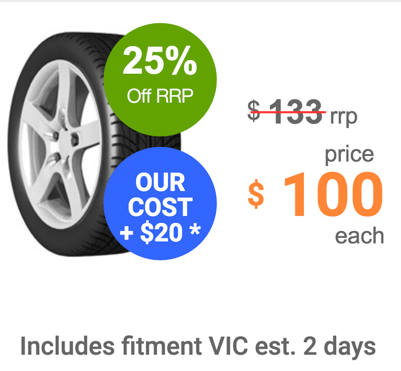 25%
Off RRP
OUR
COST
+ $20 *
$ 133 rrp
price
$ 100
each
Includes fitment VIC est. 2 days